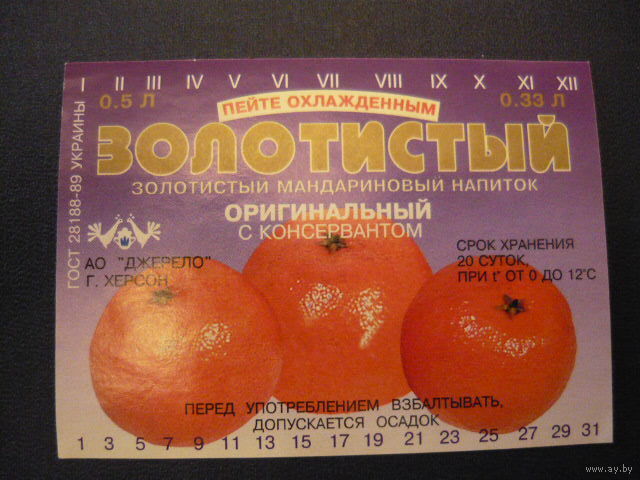 I II III IV V VI VII VIII IX X XI XII
0.5 Л
ПЕЙТЕ ОХЛАЖДЕННЫМ
0.33 Л
ЗОЛОТИСТЫЙ
ЗОЛОТИСТЫЙ МАНДАРИНОВЫЙ НАПИТОК
ОРИГИНАЛЬНЫЙ
С КОНСЕРВАНТОМ
ГОСТ 28188-89 УКРАИНЫ
АО "ДЖЕРЕЛО"
Г. ХЕРСОН
СРОК ХРАНЕНИЯ
20 СУТОК,
ПРИ t° ОТ 0 ДО 12°С
ПЕРЕД УПОТРЕБЛЕНИЕМ ВЗБАЛТЫВАТЬ,
ДОПУСКАЕТСЯ ОСАДОК
1 3 5 7 9 11 13 15 17 19 21 23 25 27 29 31
www.ay.by